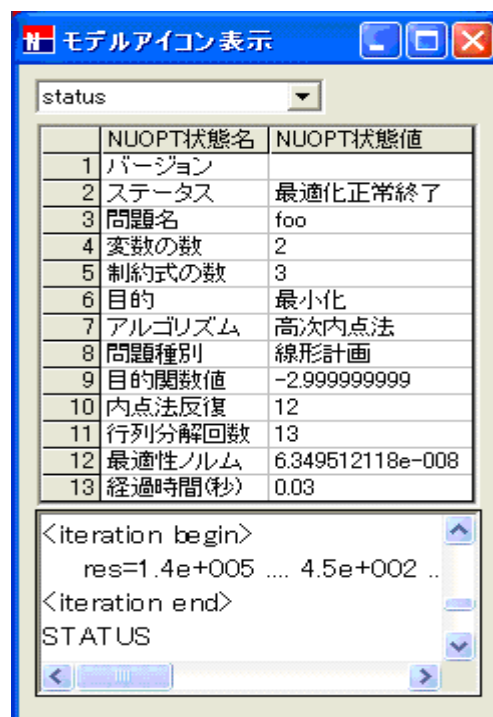 モデルアイコン表示
status
NUOPT状態名 NUOPT状態値
1 バージョン
2 ステータス 最適化正常終了
3 問題名 foo
4 変数の数 2
5 制約式の数 3
6 目的 最小化
7 アルゴリズム 高次内点法
8 問題種別 線形計画
9 目的関数値 -2.999999999
10 内点法反復 12
11 行列分解回数 13
12 最適性ノルム 6.349512118e-008
13 経過時間(秒) 0.03
<iteration begin>
res=1.4e+005 .... 4.5e+002 ..
<iteration end>
STATUS